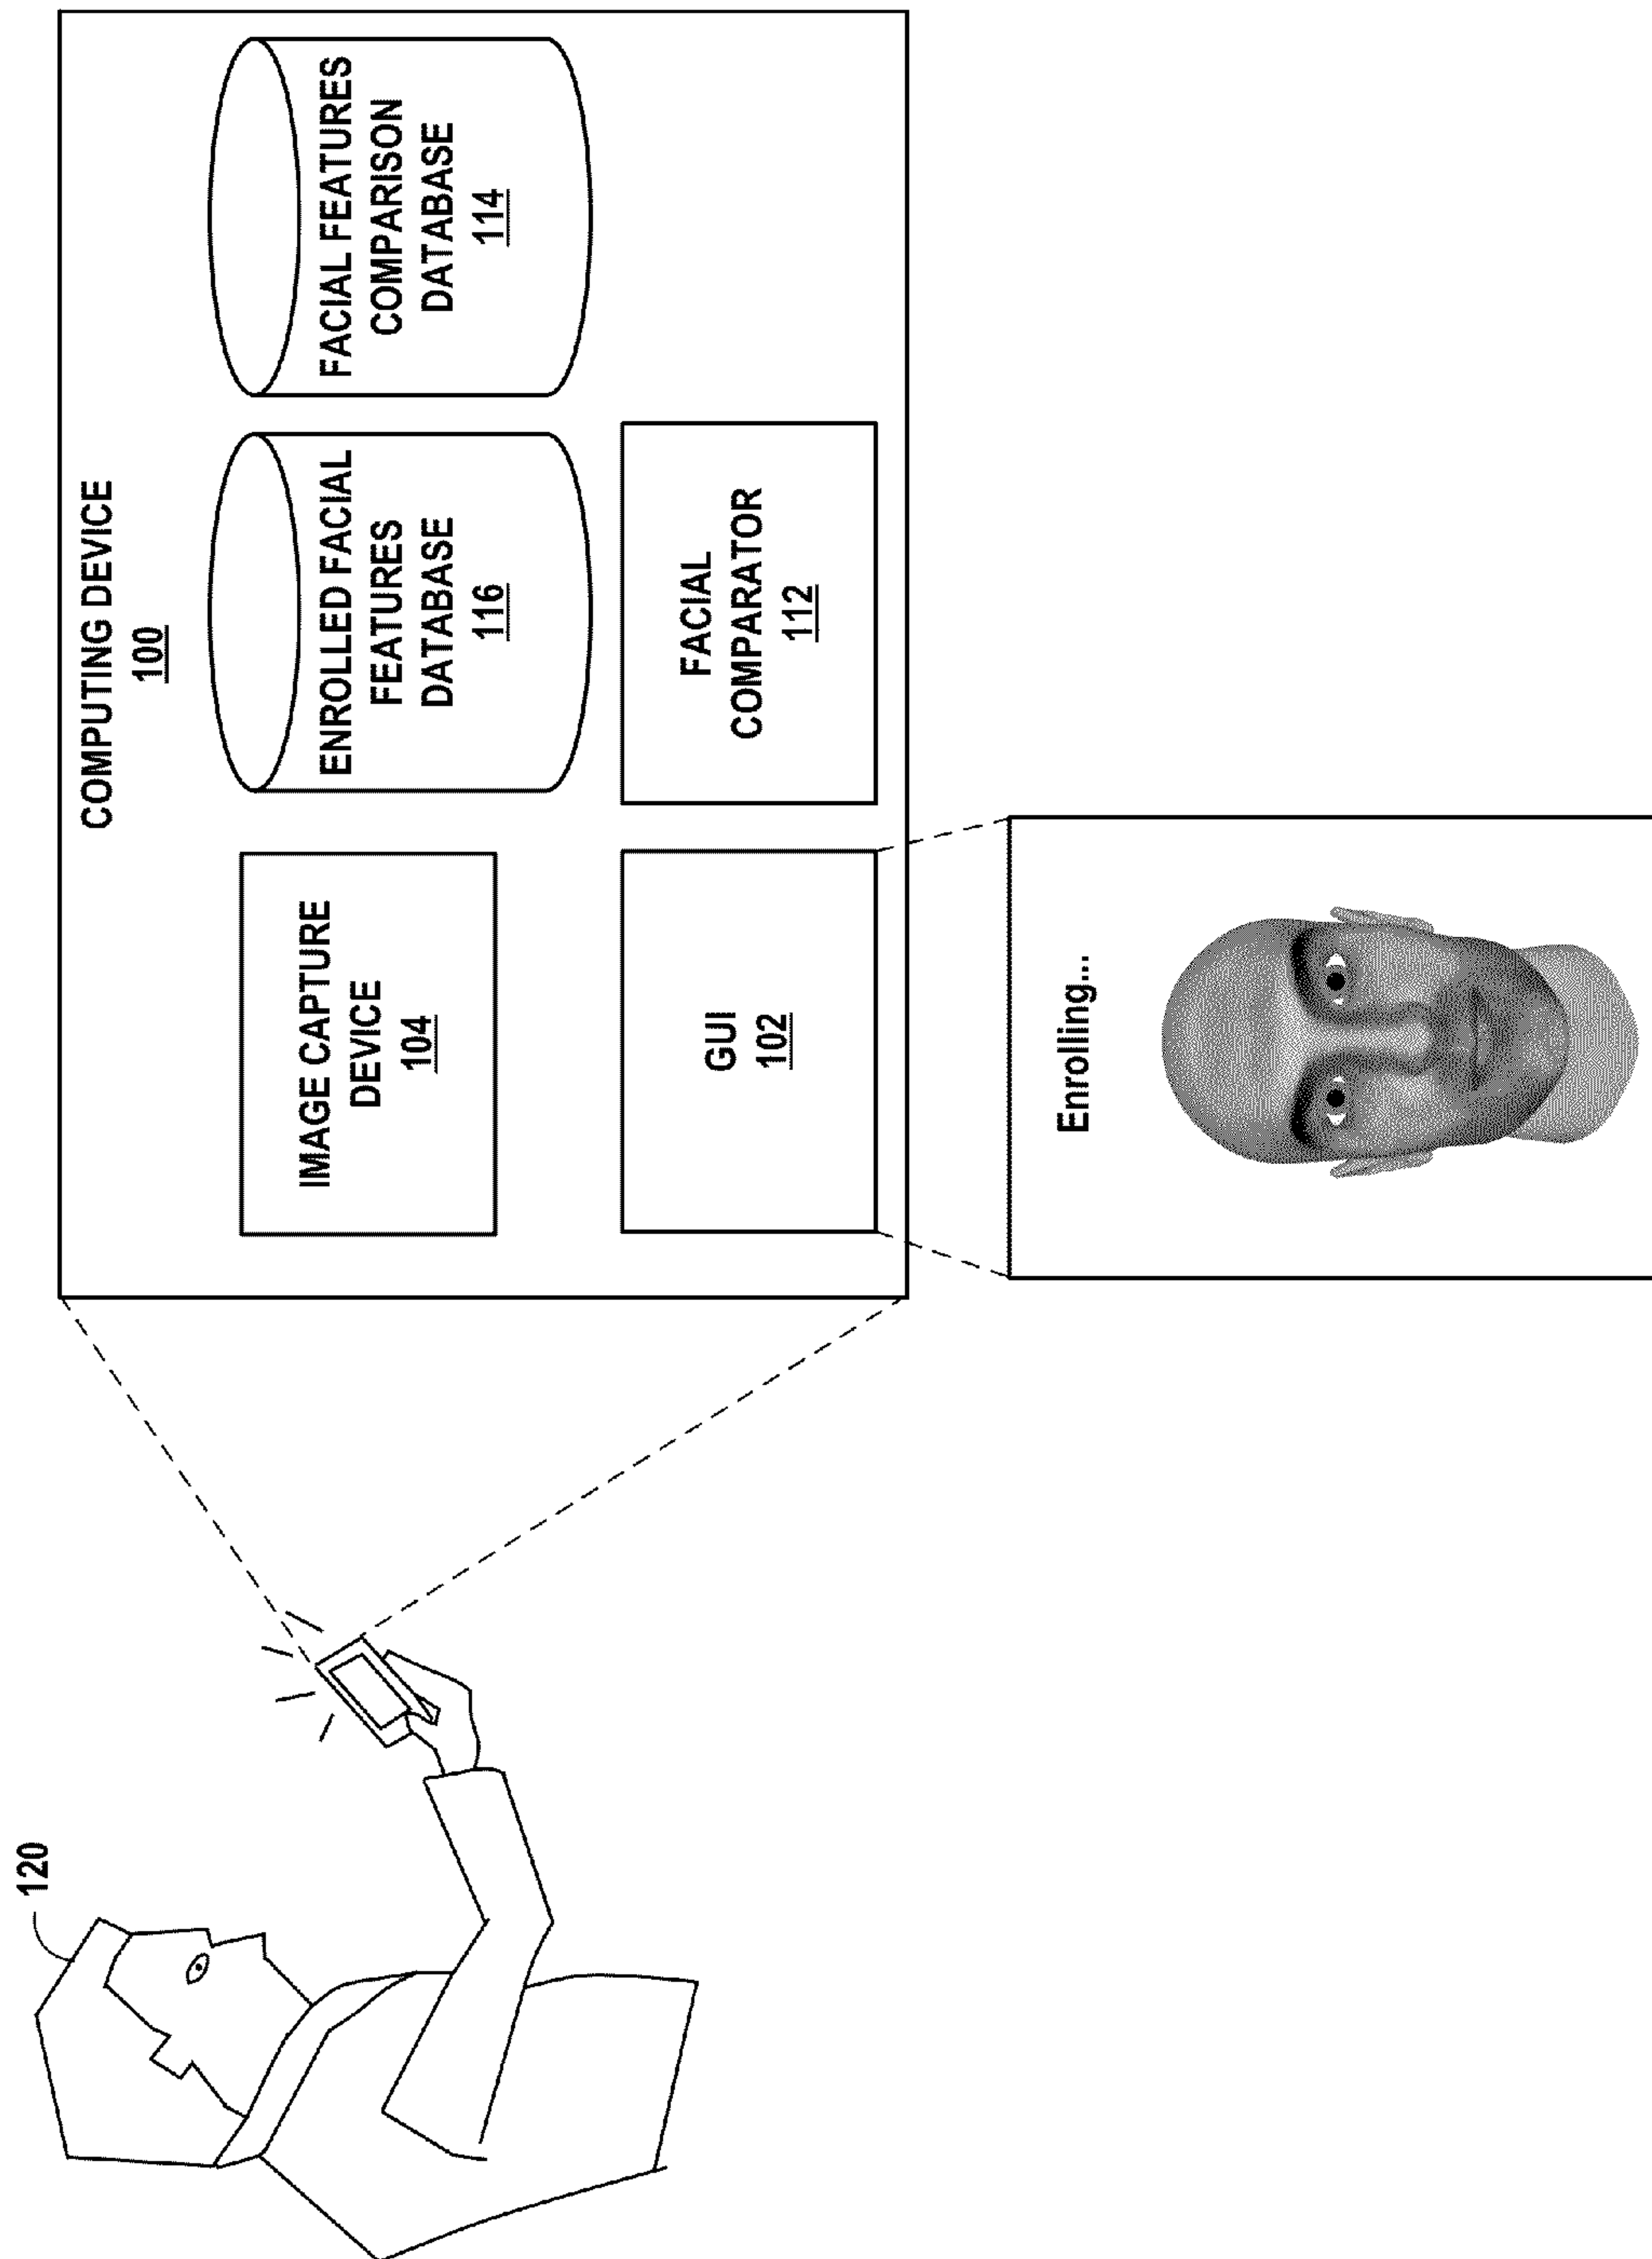 120
COMPUTING DEVICE
100
IMAGE CAPTURE
DEVICE
104
ENROLLED FACIAL
FEATURES
DATABASE
116
FACIAL FEATURES
COMPARISON
DATABASE
114
GUI
102
FACIAL
COMPARATOR
112
Enrolling...